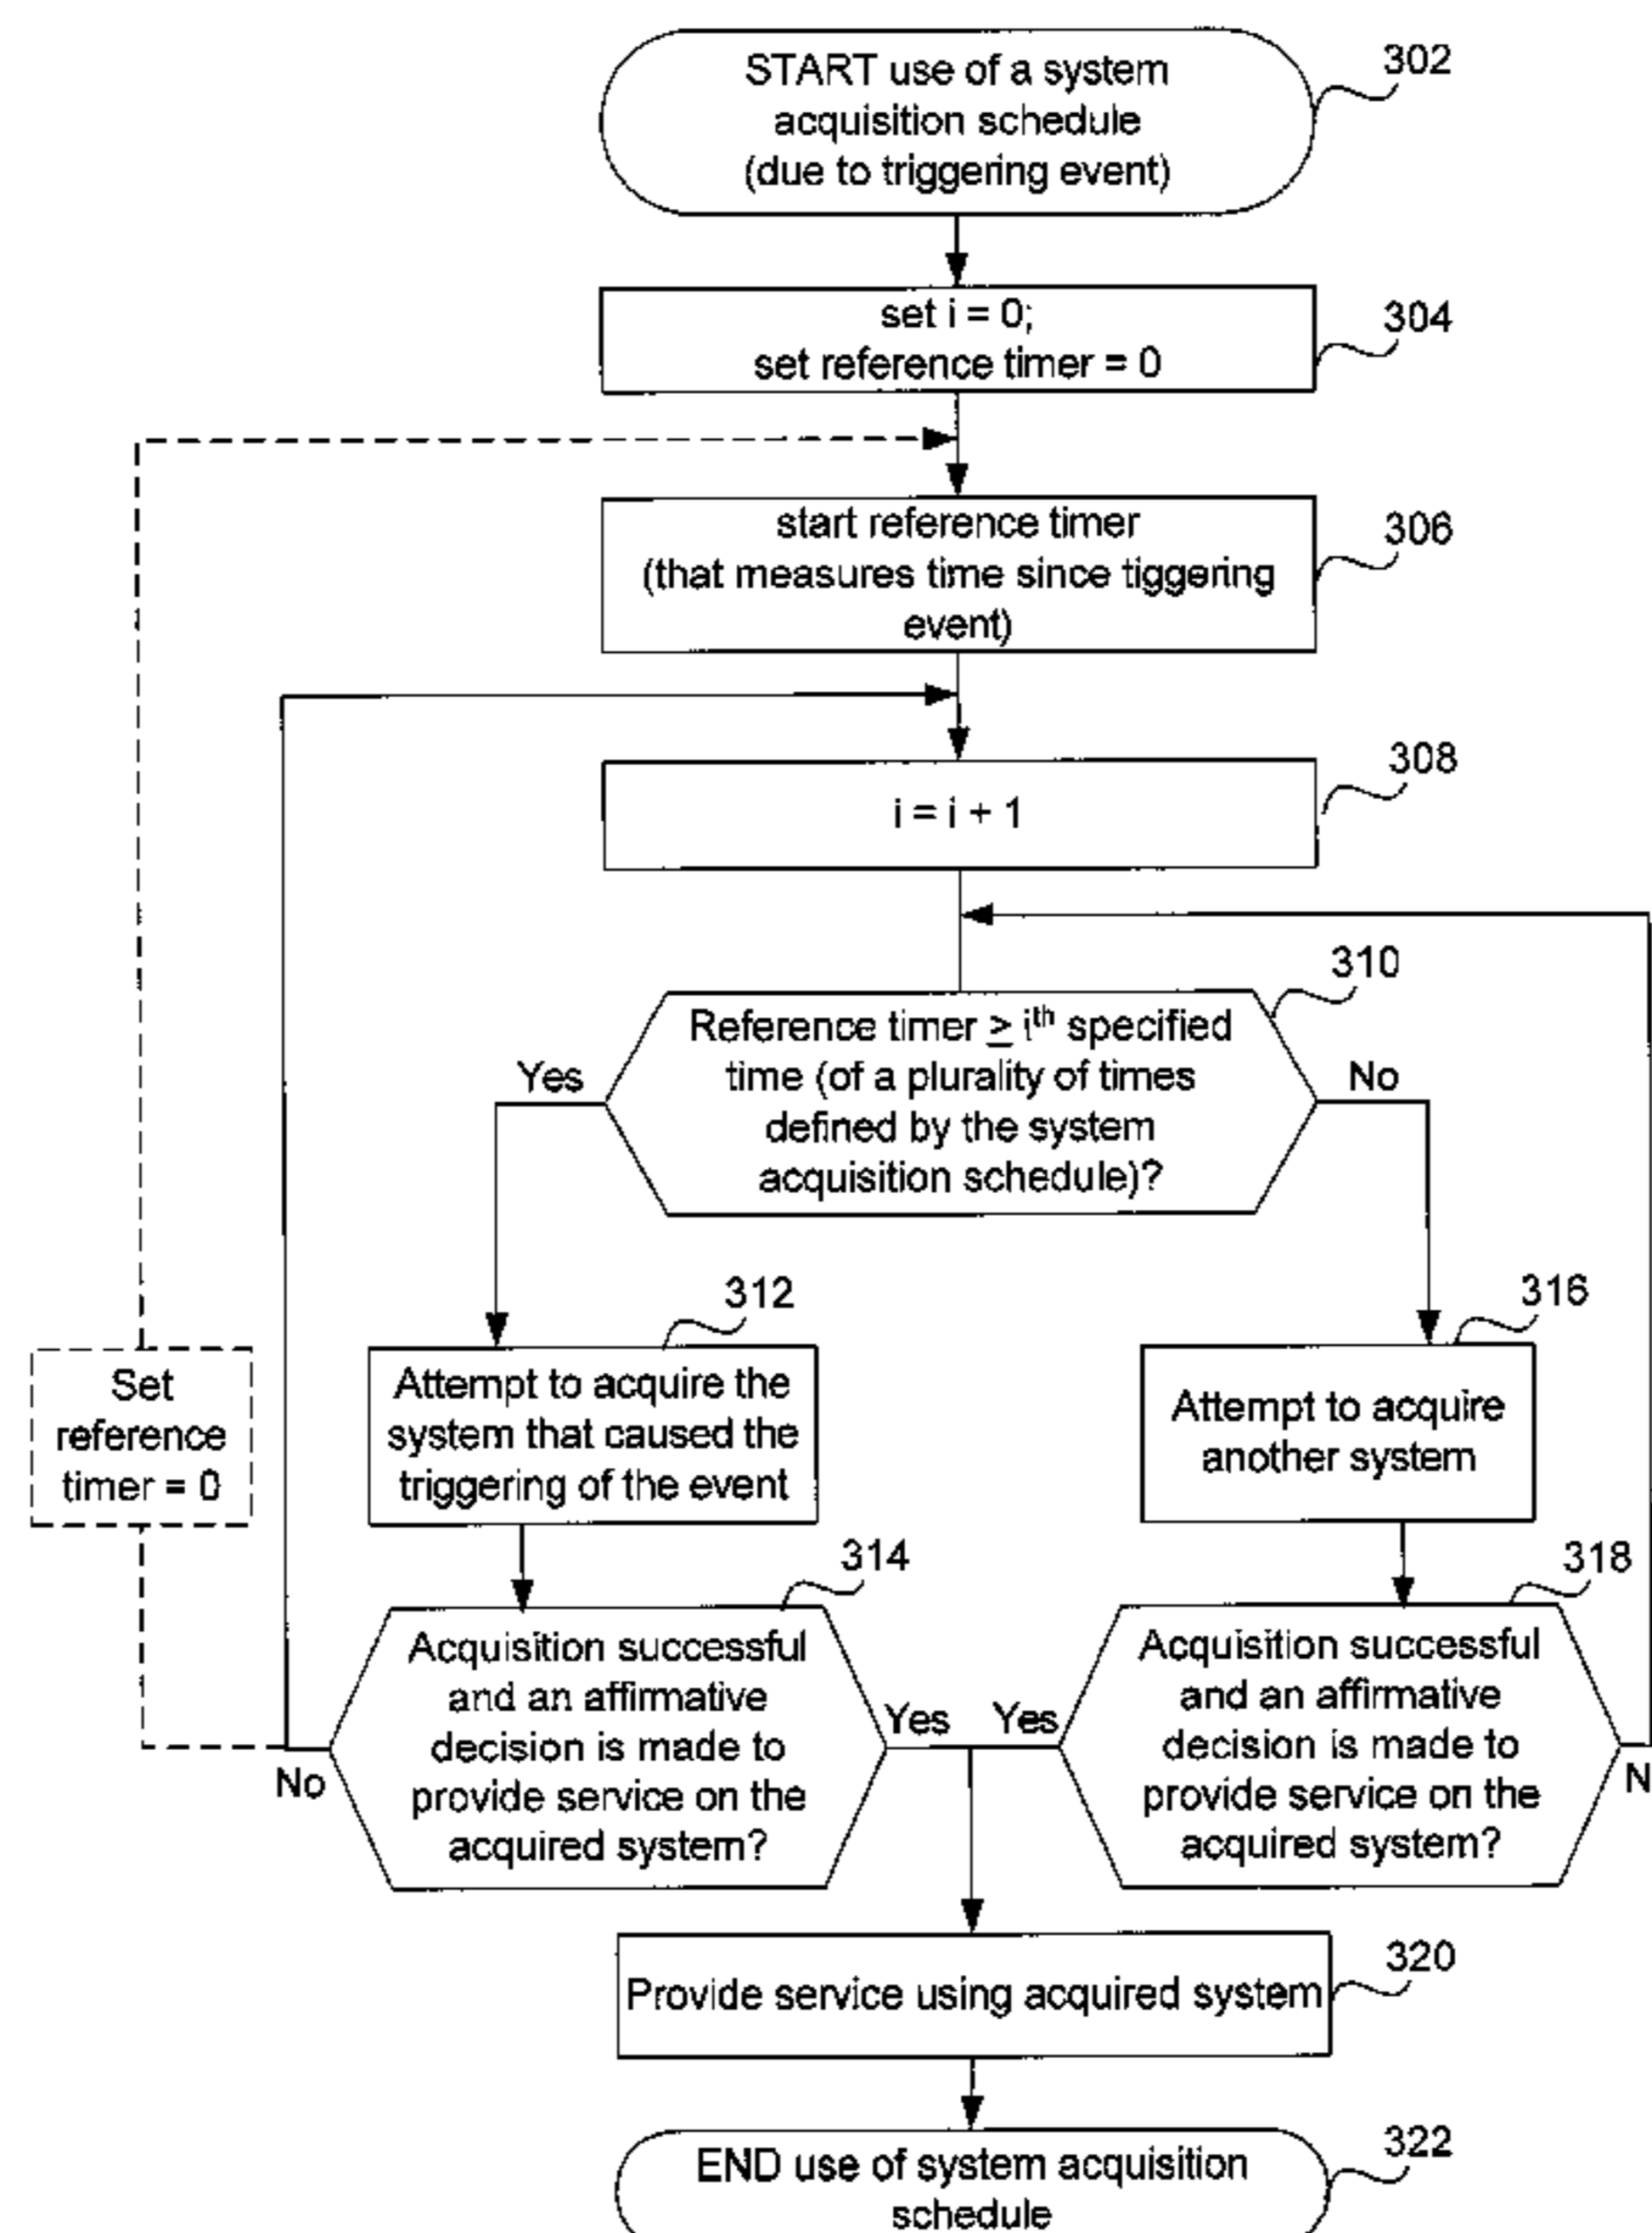 START use of a system
acquisition schedule
(due to triggering event)
302
set i = 0;
set reference timer = 0
304
start reference timer
(that measures time since tiggering
event)
306
i = i + 1
308
310
Reference timer ≥ ith specified
time (of a plurality of times
defined by the system
acquisition schedule)?
Yes
No
312
Attempt to acquire the
system that caused the
triggering of the event
316
Attempt to acquire
another system
Set
reference
timer = 0
314
Acquisition successful
and an affirmative
decision is made to
provide service on the
acquired system?
No
Yes
318
Acquisition successful
and an affirmative
decision is made to
provide service on the
acquired system?
Yes
N
Provide service using acquired system
320
END use of system acquisition
schedule
322